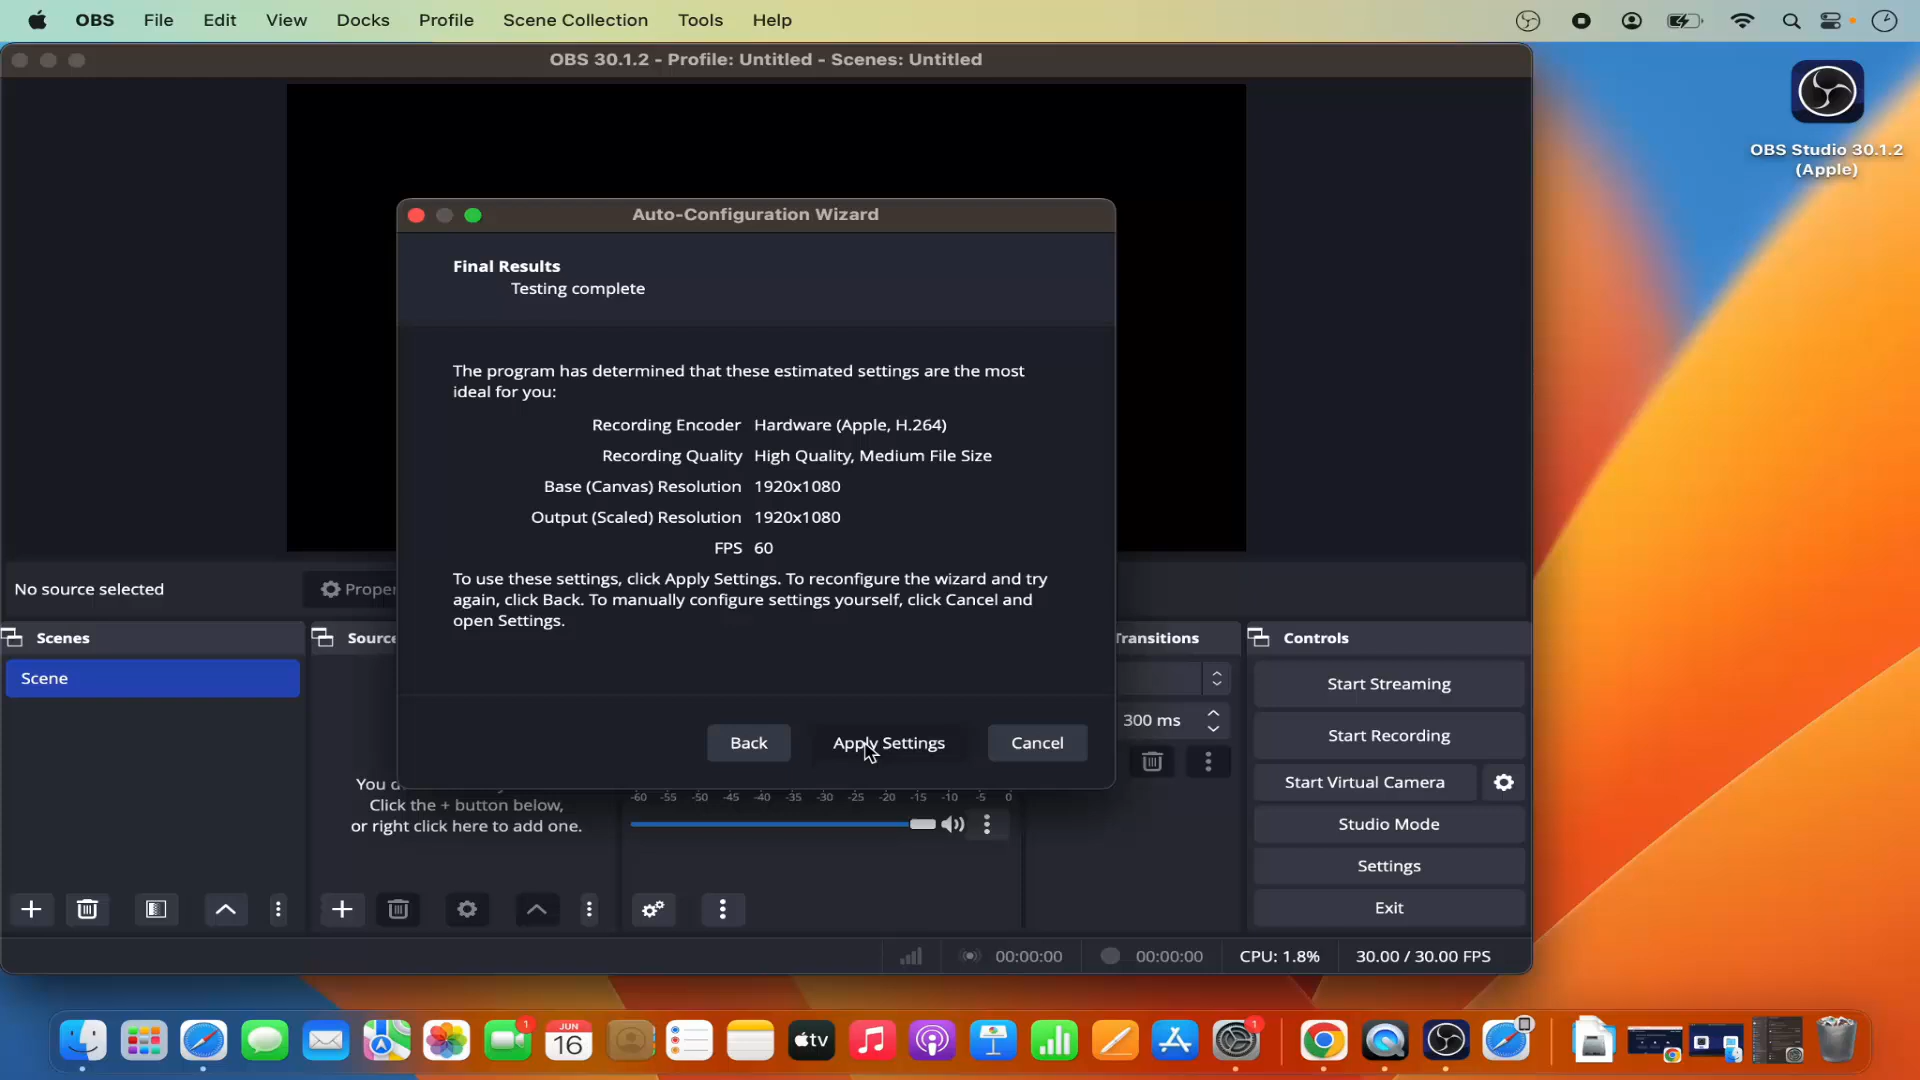 OBS File Edit View Docks Profile Scene Collection Tools Help
OBS 30.1.2 - Profile: Untitled - Scenes: Untitled
OBS Studio 30.1.2
(Apple)
Auto-Configuration Wizard
Final Results
Testing complete
The program has determined that these estimated settings are the most
ideal for you:
Recording Encoder Hardware (Apple, H.264)
Recording Quality High Quality, Medium File Size
Base (Canvas) Resolution 1920x1080
Output (Scaled) Resolution 1920x1080
FPS 60
To use these settings, click Apply Settings. To reconfigure the wizard and try
again, click Back. To manually configure settings yourself, click Cancel and
open Settings.
Back Apply Settings Cancel
No source selected
Proper
Scenes
Source
Transitions
Controls
Scene
300 ms
Start Streaming
Start Recording
Start Virtual Camera
Studio Mode
Settings
Exit
You d
Click the + button below,
or right click here to add one.
-60 -55 -50 -45 -40 -35 -30 -25 -20 -15 -10 -5 0
00:00:00 00:00:00 CPU: 1.8% 30.00 / 30.00 FPS
1
JUN
16
tv
1